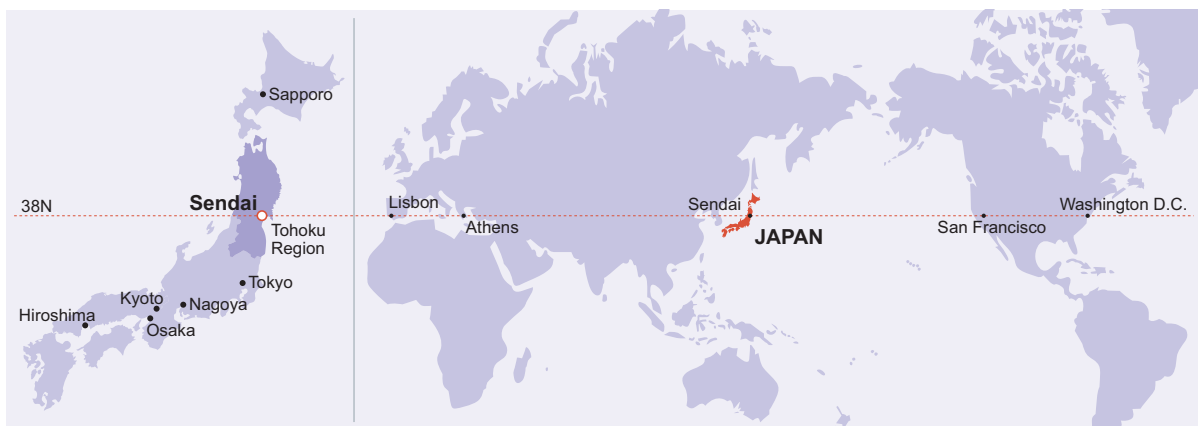 Sapporo
38N
Sendai
Tohoku
Region
Tokyo
Kyoto
Nagoya
Hiroshima
Osaka
Lisbon
Athens
Sendai
JAPAN
San Francisco
Washington D.C.